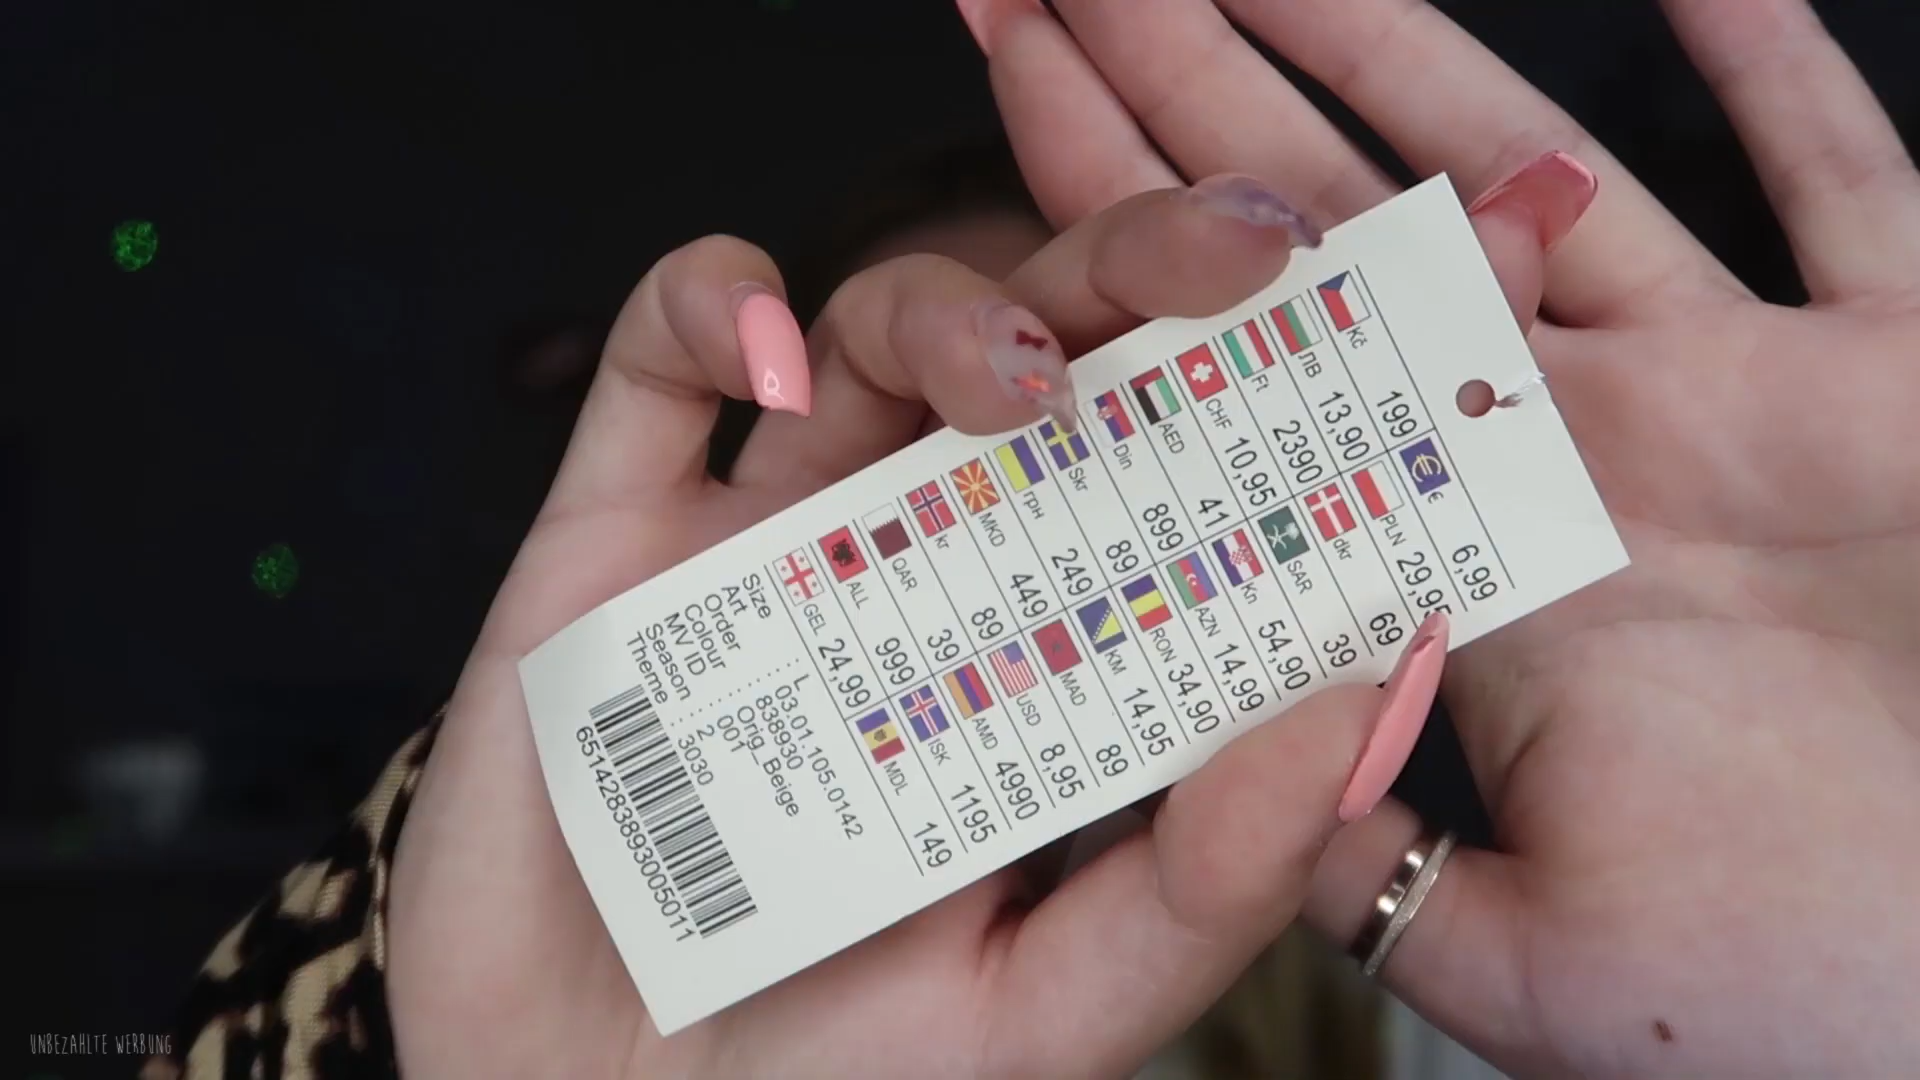 Kč 199 € 6,99
ЛВ 13,90 PLN 29,95
Ft 2390 dkr 69
CHF 10,95 SAR 39
AED 41 Kn 54,90
Din 899 AZN 14,99
Skr 89 RON 34,90
грн 249 KM 14,95
MKD 449 MAD 89
kr 89 USD 8,95
QAR 39 AMD 4990
ALL 999 ISK 1195
GEL 24,99 MDL 149
Size : L
Art : 03.01.105.0142
Order : 838930
Colour : Orig_Beige
MV ID : 001
Season : 2
Theme : 3030
6514283893005011
UNBEZAHLTE WERBUNG